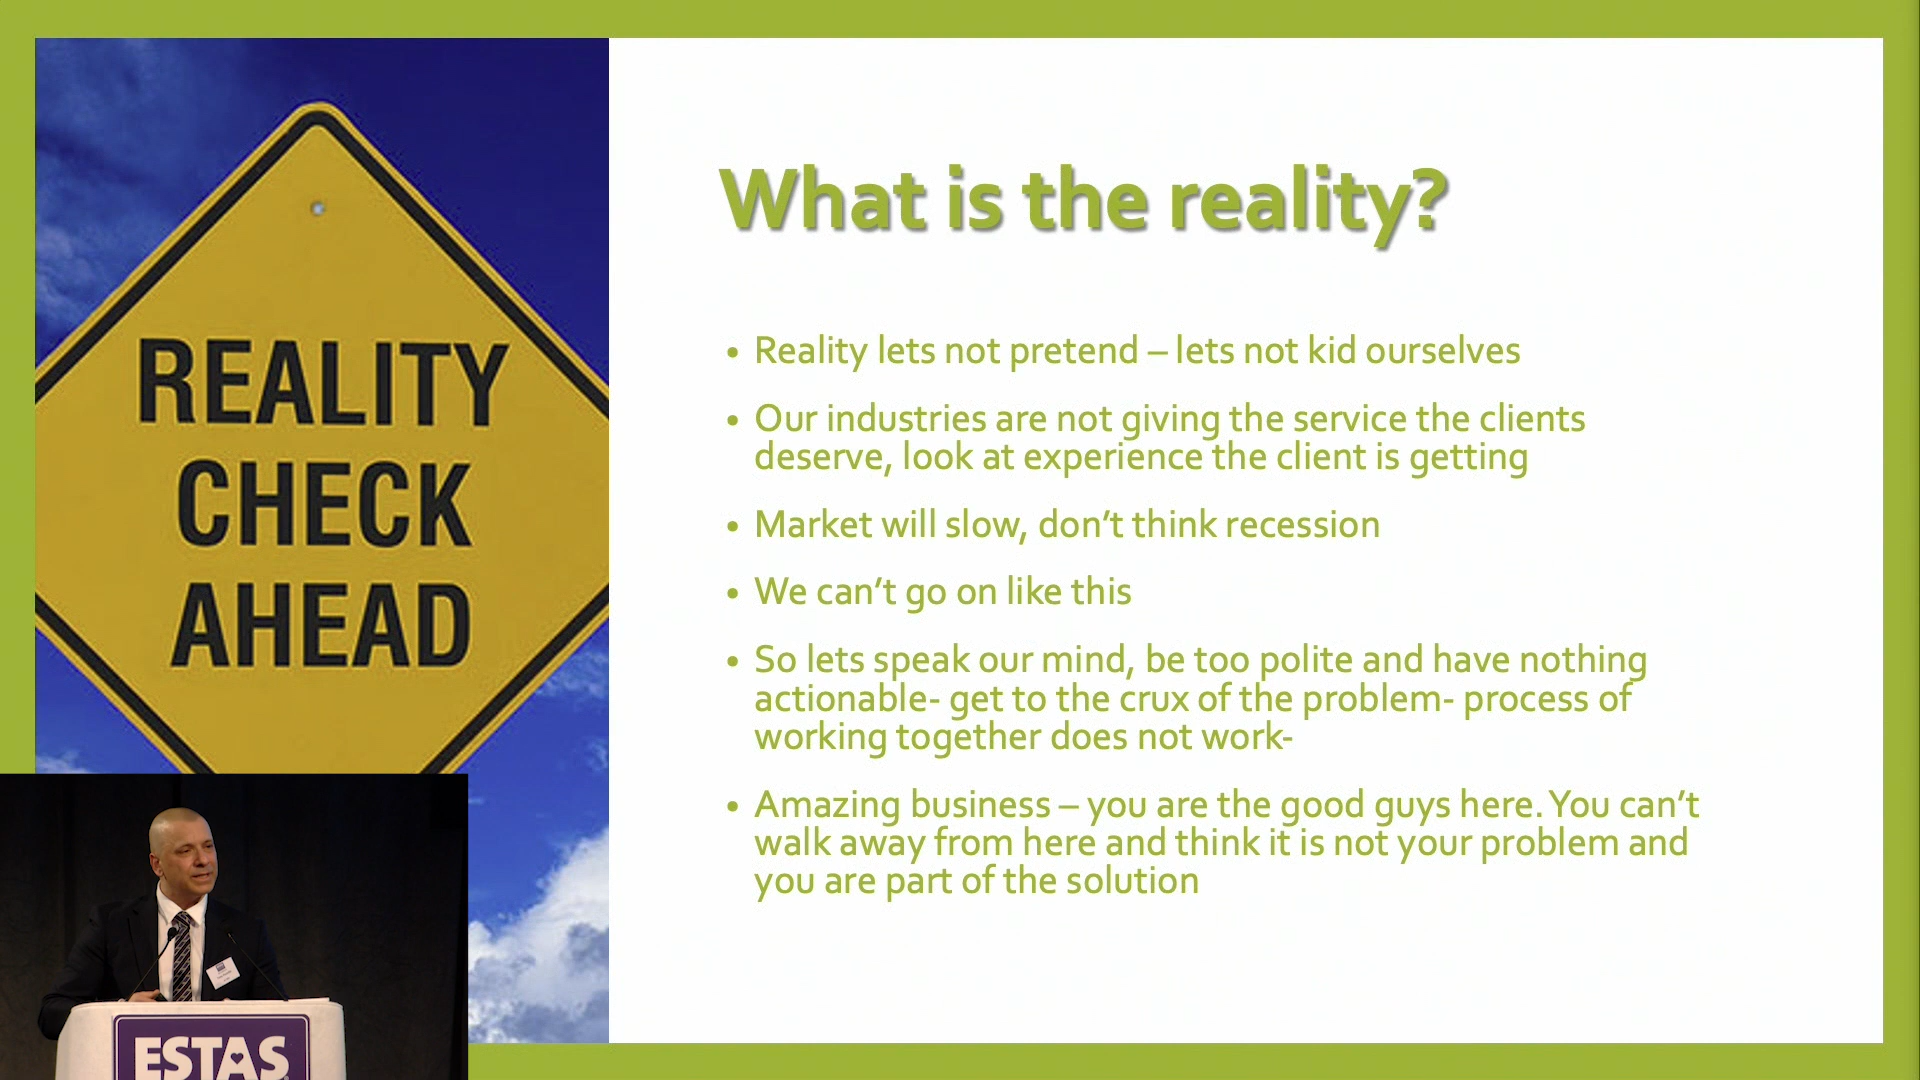 REALITY
CHECK
AHEAD
What is the reality?
• Reality lets not pretend – lets not kid ourselves
• Our industries are not giving the service the clients
deserve, look at experience the client is getting
• Market will slow, don’t think recession
• We can’t go on like this
• So lets speak our mind, be too polite and have nothing
actionable- get to the crux of the problem- process of
working together does not work-
• Amazing business – you are the good guys here. You can’t
walk away from here and think it is not your problem and
you are part of the solution
ESTAS